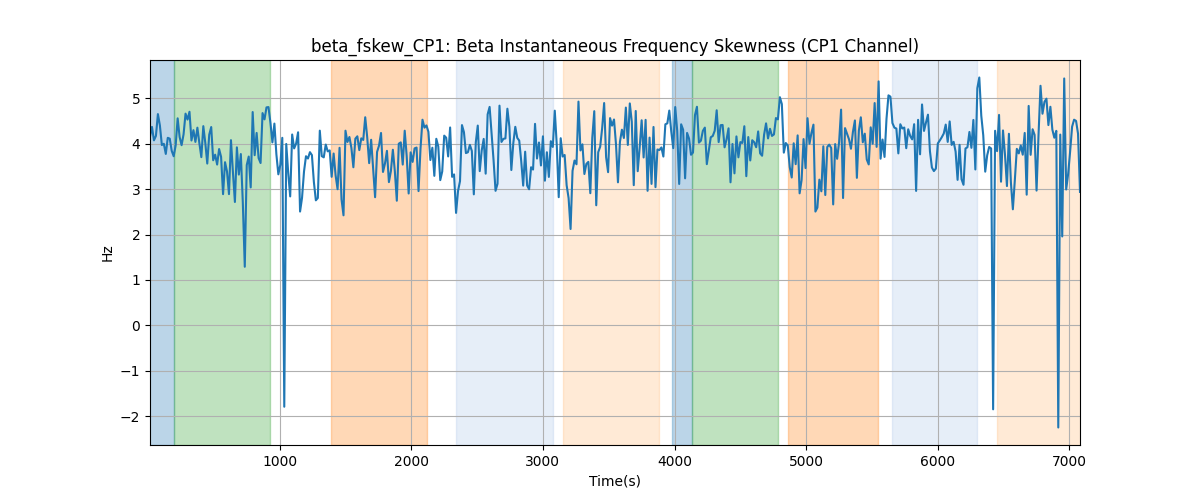 beta_fskew_CP1: Beta Instantaneous Frequency Skewness (CP1 Channel)
Hz
5
4
3
2
1
0
−1
−2
1000 2000 3000 4000 5000 6000 7000
Time(s)